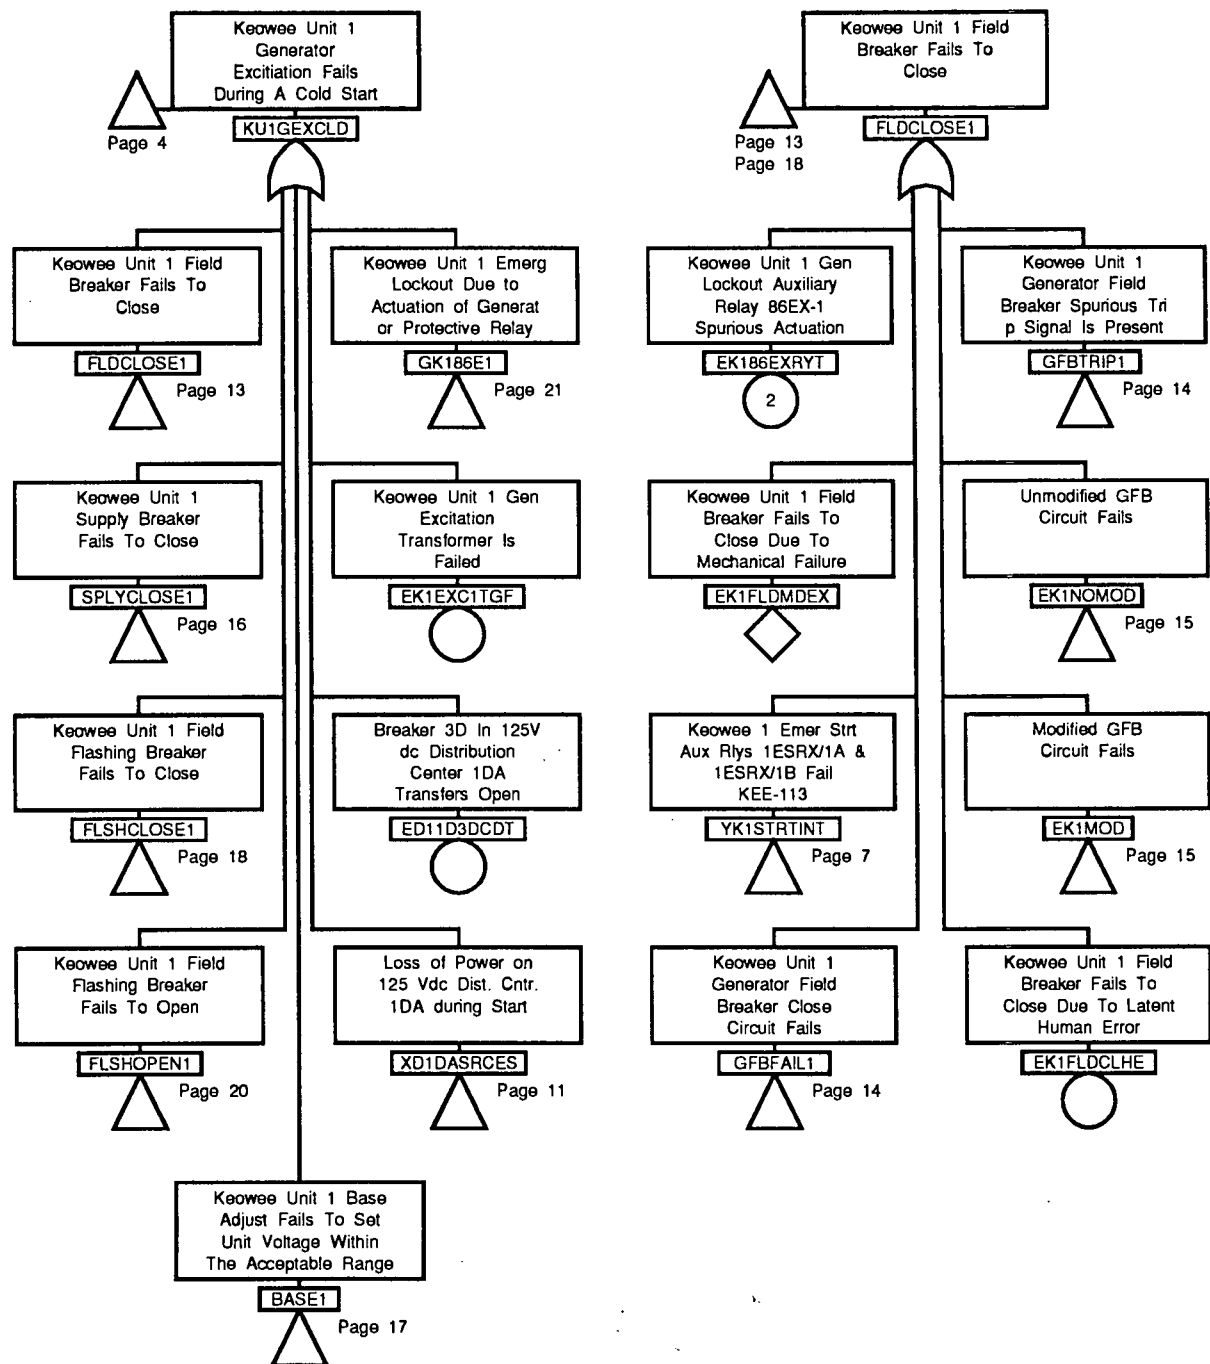 Keowee Unit 1
Generator
Excitiation Fails
During A Cold Start
Page 4
KU1GEXCLD
Keowee Unit 1 Field
Breaker Fails To
Close
FLDCLOSE1
Page 13
Keowee Unit 1 Emerg
Lockout Due to
Actuation of Generat
or Protective Relay
GK186E1
Page 21
Keowee Unit 1
Supply Breaker
Fails To Close
SPLYCLOSE1
Page 16
Keowee Unit 1 Gen
Excitation
Transformer Is
Failed
EK1EXC1TGF
Keowee Unit 1 Field
Flashing Breaker
Fails To Close
FLSHCLOSE1
Page 18
Breaker 3D In 125V
dc Distribution
Center 1DA
Transfers Open
ED11D3DCDT
Keowee Unit 1 Field
Flashing Breaker
Fails To Open
FLSHOPEN1
Page 20
Loss of Power on
125 Vdc Dist. Cntr.
1DA during Start
XD1DASRCES
Page 11
Keowee Unit 1 Base
Adjust Fails To Set
Unit Voltage Within
The Acceptable Range
BASE1
Page 17
Keowee Unit 1 Field
Breaker Fails To
Close
Page 13
Page 18
FLDCLOSE1
Keowee Unit 1 Gen
Lockout Auxiliary
Relay 86EX-1
Spurious Actuation
EK186EXRYT
2
Keowee Unit 1
Generator Field
Breaker Spurious Tri
p Signal Is Present
GFBTRIP1
Page 14
Keowee Unit 1 Field
Breaker Fails To
Close Due To
Mechanical Failure
EK1FLDMDEX
Unmodified GFB
Circuit Fails
EK1NOMOD
Page 15
Keowee 1 Emer Strt
Aux Rlys 1ESRX/1A &
1ESRX/1B Fail
KEE-113
YK1STRTINT
Page 7
Modified GFB
Circuit Fails
EK1MOD
Page 15
Keowee Unit 1
Generator Field
Breaker Close
Circuit Fails
GFBFAIL1
Page 14
Keowee Unit 1 Field
Breaker Fails To
Close Due To Latent
Human Error
EK1FLDCLHE